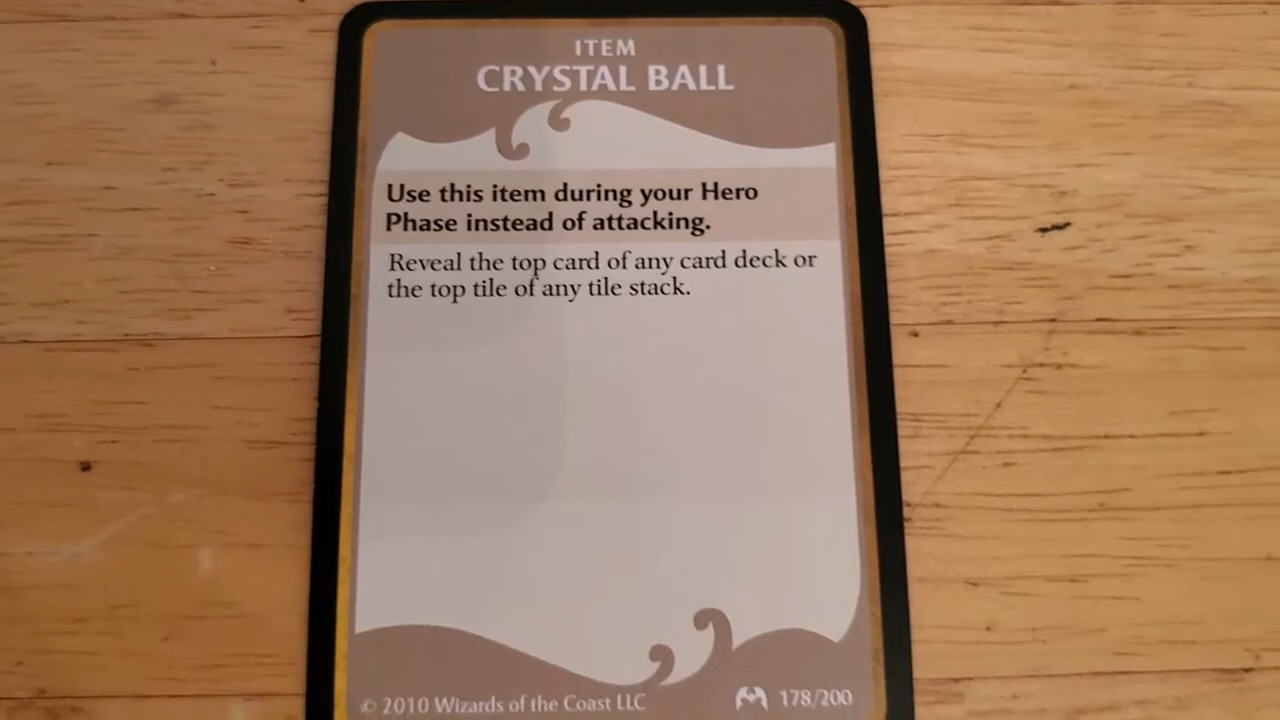 ITEM
CRYSTAL BALL
Use this item during your Hero
Phase instead of attacking.
Reveal the top card of any card deck or
the top tile of any tile stack.
© 2010 Wizards of the Coast LLC 178/200